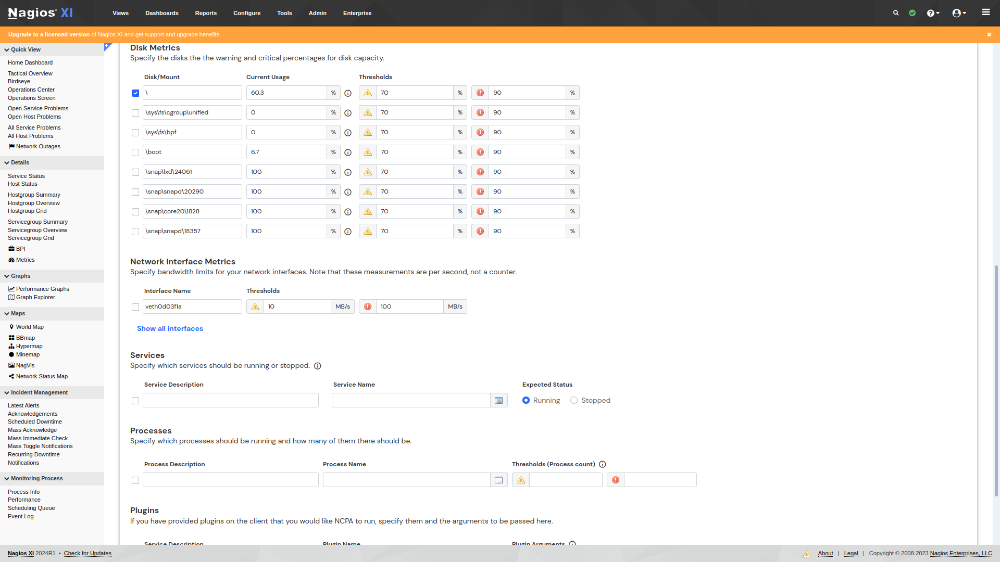 Nagios XI
Views
Dashboards
Reports
Configure
Tools
Admin
Enterprise
Upgrade to a licensed version of Nagios XI and get support and upgrade benefits.
Quick View
Home Dashboard
Tactical Overview
Birdseye
Operations Center
Operations Screen
Open Service Problems
Open Host Problems
All Service Problems
All Host Problems
Network Outages
Details
Service Status
Host Status
Hostgroup Summary
Hostgroup Overview
Hostgroup Grid
Servicegroup Summary
Servicegroup Overview
Servicegroup Grid
BPI
Metrics
Graphs
Performance Graphs
Graph Explorer
Maps
World Map
BBmap
Hypermap
Minemap
NagVis
Network Status Map
Incident Management
Latest Alerts
Acknowledgements
Scheduled Downtime
Mass Acknowledge
Mass Immediate Check
Mass Toggle Notifications
Recurring Downtime
Notifications
Monitoring Process
Process Info
Performance
Scheduling Queue
Event Log
Disk Metrics
Specify the disks the the warning and critical percentages for disk capacity.
Disk/Mount Current Usage Thresholds
\ 60.3 % 70 % 90 %
\sys\fs\cgroup\unified 0 % 70 % 90 %
\sys\fs\bpf 0 % 70 % 90 %
\boot 6.7 % 70 % 90 %
\snap\lxd\24061 100 % 70 % 90 %
\snap\snapd\20290 100 % 70 % 90 %
\snap\core20\1828 100 % 70 % 90 %
\snap\snapd\18357 100 % 70 % 90 %
Network Interface Metrics
Specify bandwidth limits for your network interfaces. Note that these measurements are per second, not a counter.
Interface Name Thresholds
veth0d03f1a 10 MB/s 100 MB/s
Show all interfaces
Services
Specify which services should be running or stopped.
Service Description Service Name Expected Status
Running Stopped
Processes
Specify which processes should be running and how many of them there should be.
Process Description Process Name Thresholds (Process count)
Plugins
If you have provided plugins on the client that you would like NCPA to run, specify them and the arguments to be passed here.
Service Description Plugin Name Plugin Arguments
Nagios XI 2024R1 • Check for Updates
About | Legal | Copyright © 2008-2023 Nagios Enterprises, LLC